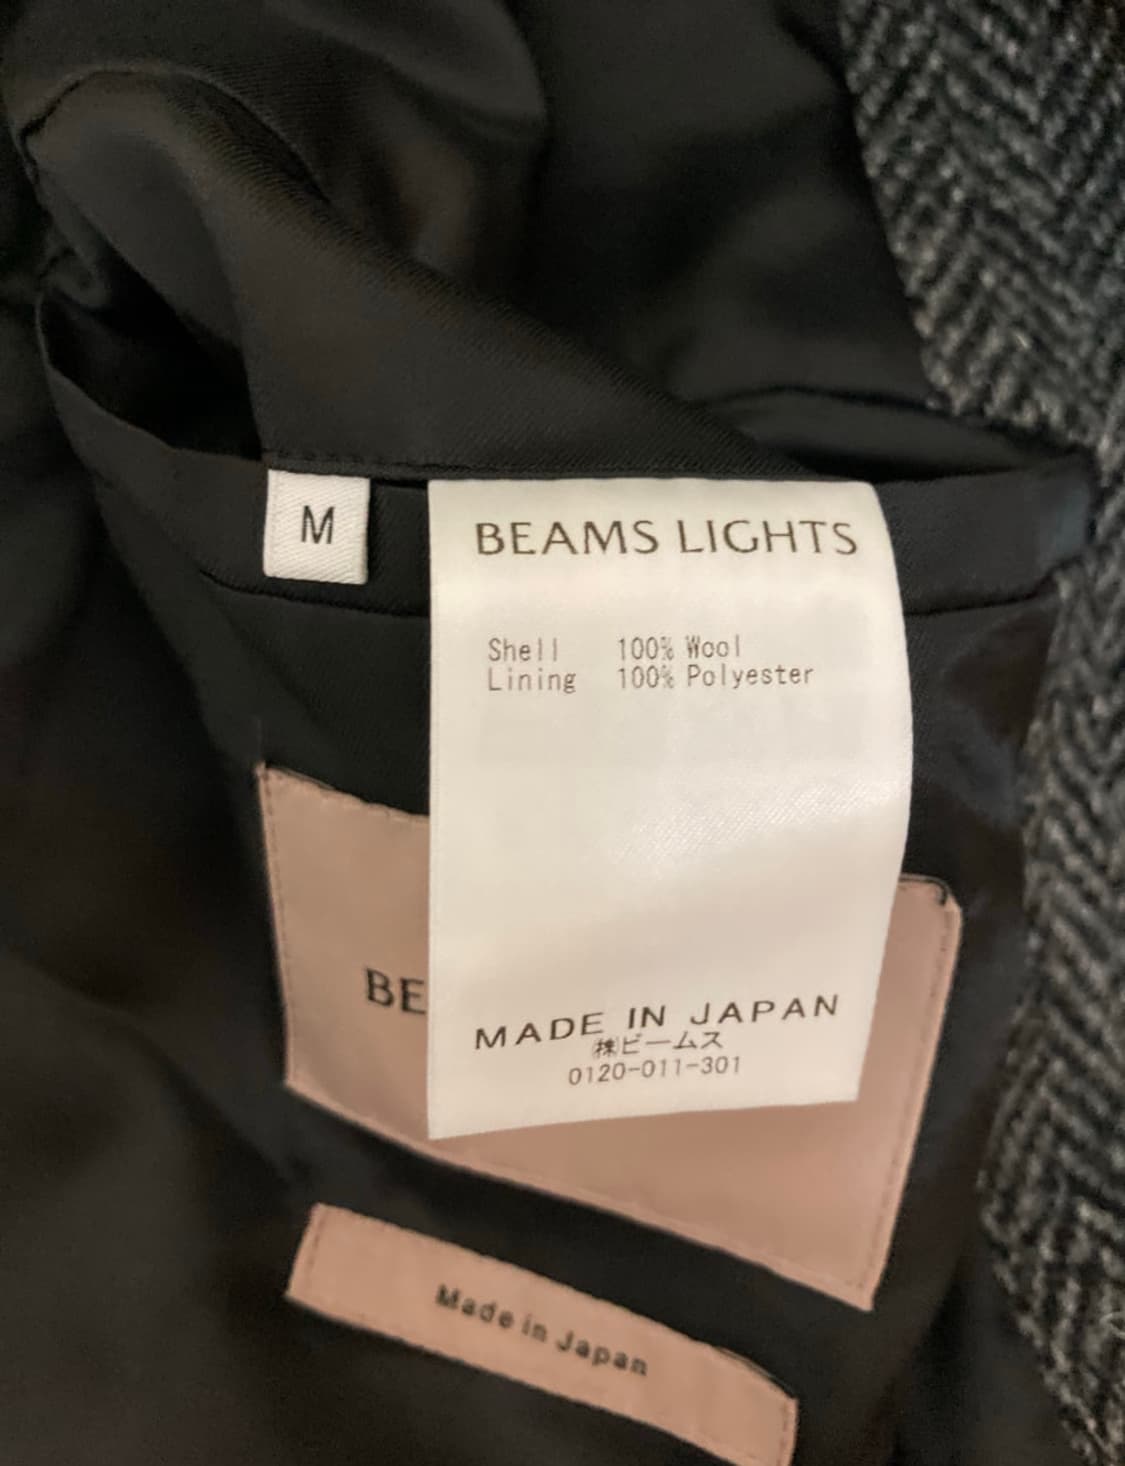 M
BEAMS LIGHTS
Shell 100% Wool
Lining 100% Polyester
BE
MADE IN JAPAN
㈱ビームス
0120-011-301
Made in Japan